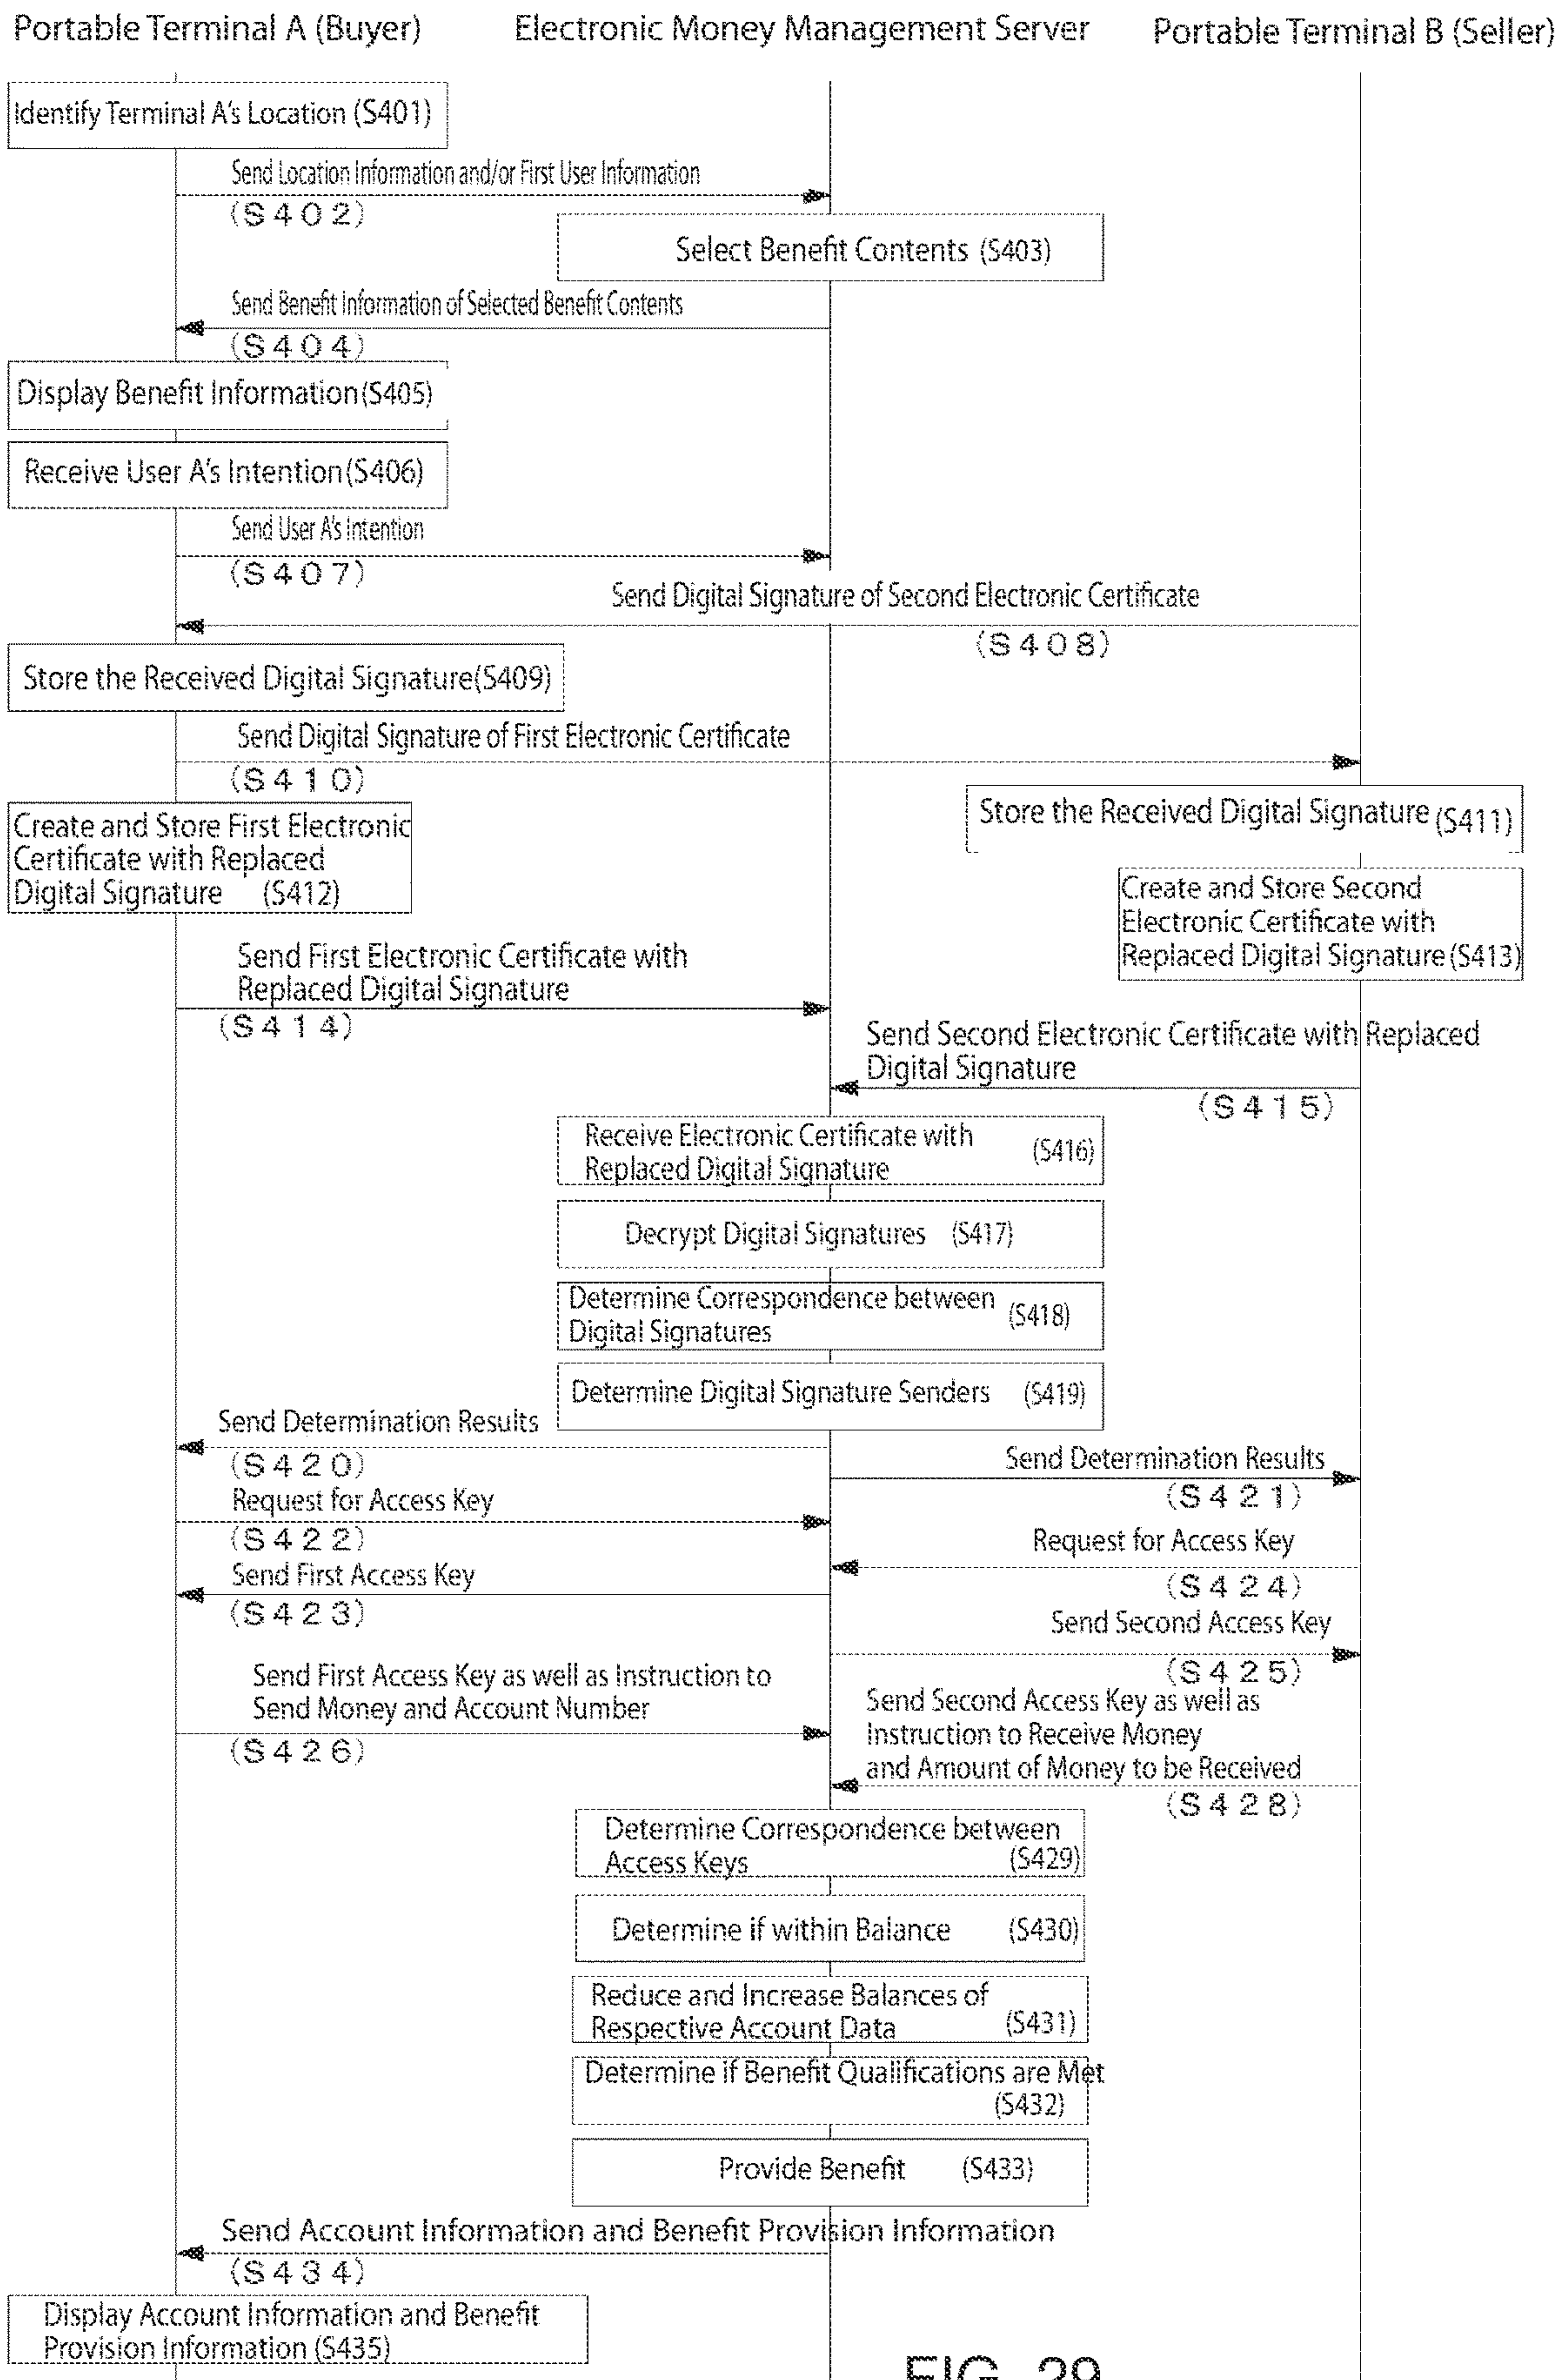 Portable Terminal A (Buyer)
Electronic Money Management Server
Portable Terminal B (Seller)
Identify Terminal A's Location (S401)
Send Location Information and/or First User Information
(S402)
Select Benefit Contents (S403)
Send Benefit Information of Selected Benefit Contents
(S404)
Display Benefit Information(S405)
Receive User A's Intention(S406)
Send User A's Intention
(S407)
Send Digital Signature of Second Electronic Certificate
(S408)
Store the Received Digital Signature(S409)
Send Digital Signature of First Electronic Certificate
(S410)
Store the Received Digital Signature (S411)
Create and Store First Electronic
Certificate with Replaced
Digital Signature (S412)
Create and Store Second
Electronic Certificate with
Replaced Digital Signature(S413)
Send First Electronic Certificate with
Replaced Digital Signature
(S414)
Send Second Electronic Certificate with Replaced
Digital Signature
(S415)
Receive Electronic Certificate with
Replaced Digital Signature (S416)
Decrypt Digital Signatures (S417)
Determine Correspondence between
Digital Signatures (S418)
Determine Digital Signature Senders (S419)
Send Determination Results
(S420)
Send Determination Results
(S421)
Request for Access Key
(S422)
Request for Access Key
(S424)
Send First Access Key
(S423)
Send Second Access Key
(S425)
Send First Access Key as well as Instruction to
Send Money and Account Number
(S426)
Send Second Access Key as well as
Instruction to Receive Money
and Amount of Money to be Received
(S428)
Determine Correspondence between
Access Keys (S429)
Determine if within Balance (S430)
Reduce and Increase Balances of
Respective Account Data (S431)
Determine if Benefit Qualifications are Met
(S432)
Provide Benefit (S433)
Send Account Information and Benefit Provision Information
(S434)
Display Account Information and Benefit
Provision Information (S435)
FIG. 29